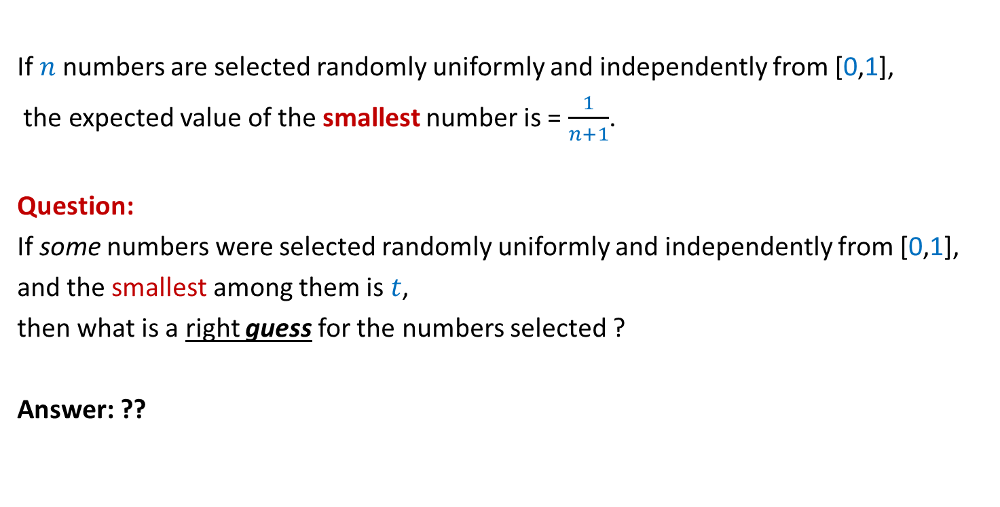 If n numbers are selected randomly uniformly and independently from [0,1],
the expected value of the smallest number is = 1/(n+1).
Question:
If some numbers were selected randomly uniformly and independently from [0,1],
and the smallest among them is t,
then what is a right guess for the numbers selected ?
Answer: ??